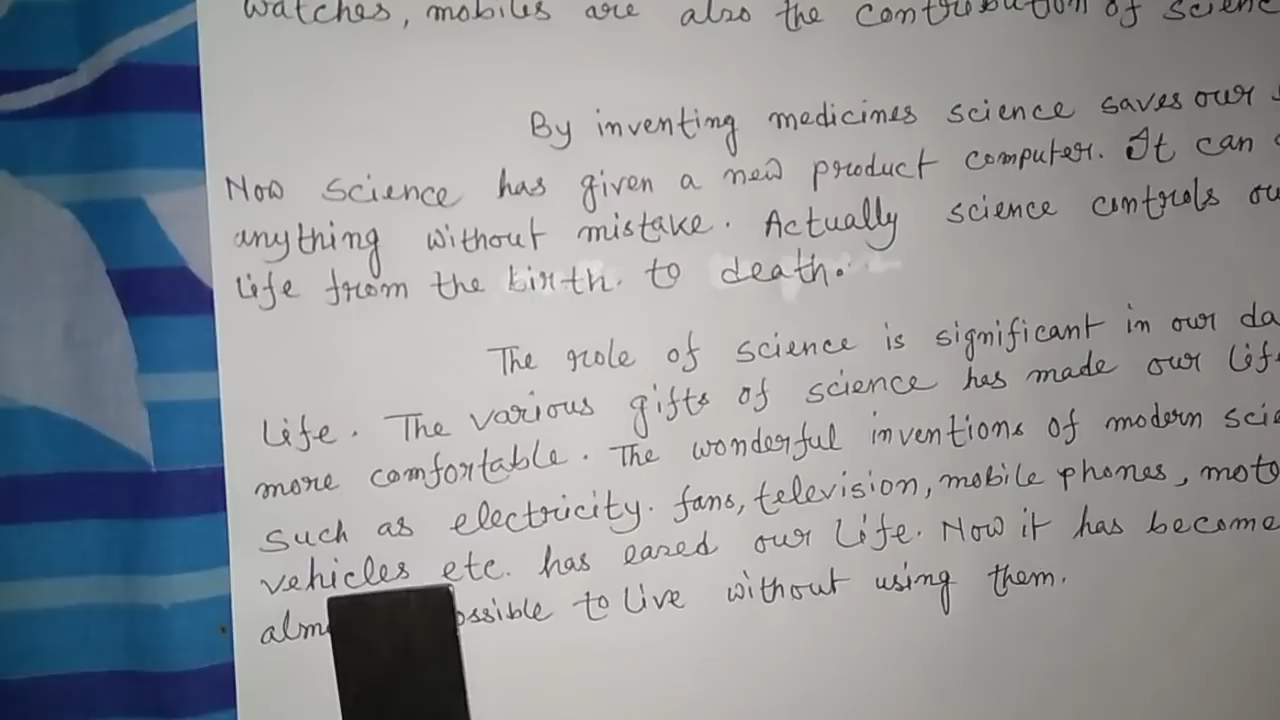 watches, mobiles are also the contribution of scienc
By inventing medicines science saves our
Now science has given a new product computer. It can
anything without mistake. Actually science controls ou
life from the birth. to death.
The role of science is significant in our da
life. The various gifts of science has made our life
more comfortable. The wonderful inventions of modern scie
such as electricity. fans, television, mobile phones, moto
vehicles etc. has eased our life. Now it has become
alm ossible to live without using them.